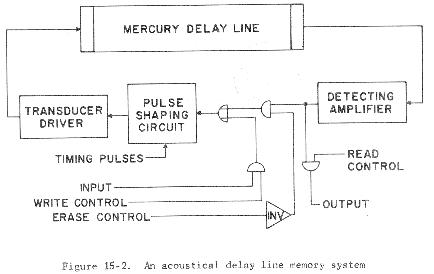 MERCURY DELAY LINE
TRANSDUCER
DRIVER
PULSE
SHAPING
CIRCUIT
DETECTING
AMPLIFIER
TIMING PULSES
READ
CONTROL
INPUT
WRITE CONTROL
ERASE CONTROL
INV
OUTPUT
Figure 15-2. An acoustical delay line memory system